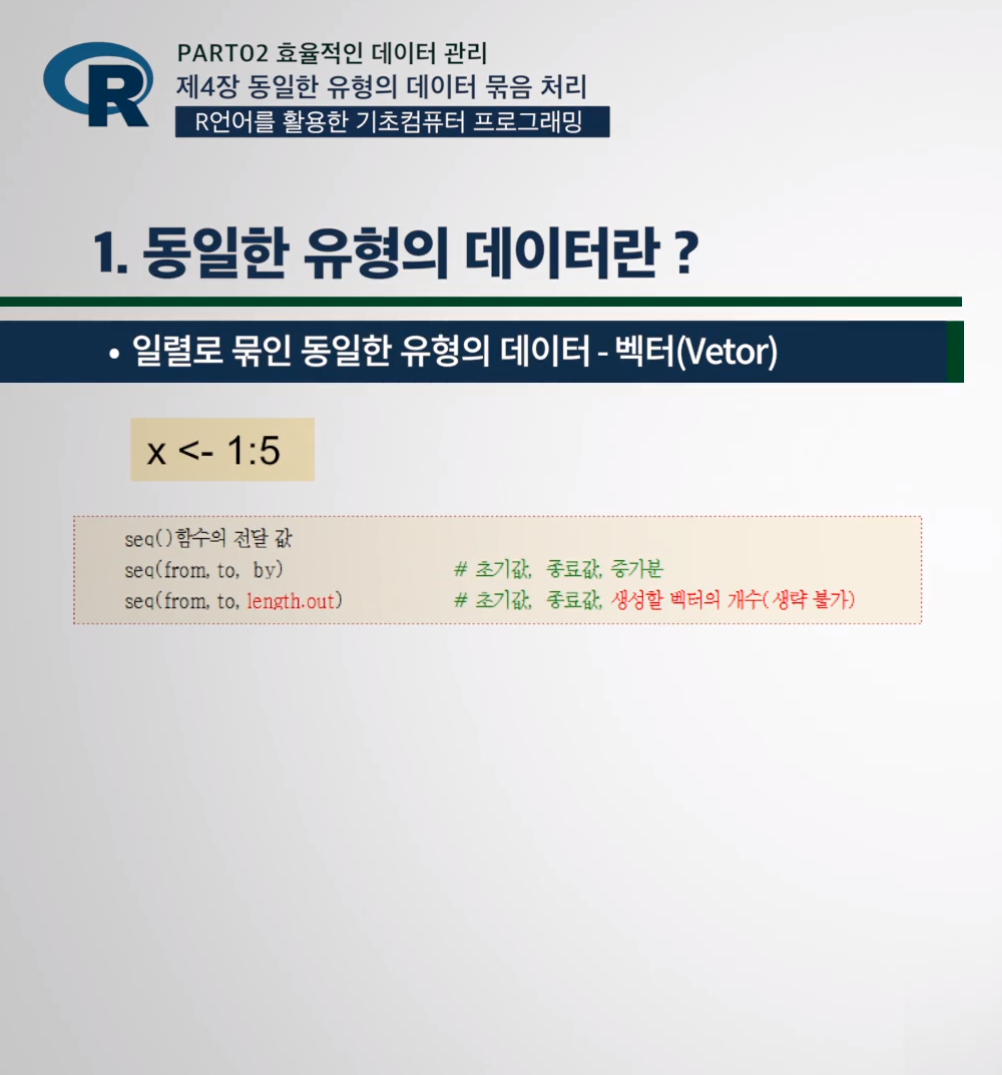 R
PART02 효율적인 데이터 관리
제4장 동일한 유형의 데이터 묶음 처리
R언어를 활용한 기초컴퓨터 프로그래밍
1. 동일한 유형의 데이터란 ?
• 일렬로 묶인 동일한 유형의 데이터 - 벡터(Vetor)
x <- 1:5
seq()함수의 전달 값
seq(from, to, by) # 초기값, 종료값, 증가분
seq(from, to, length.out) # 초기값, 종료값, 생성할 벡터의 개수(생략 불가)